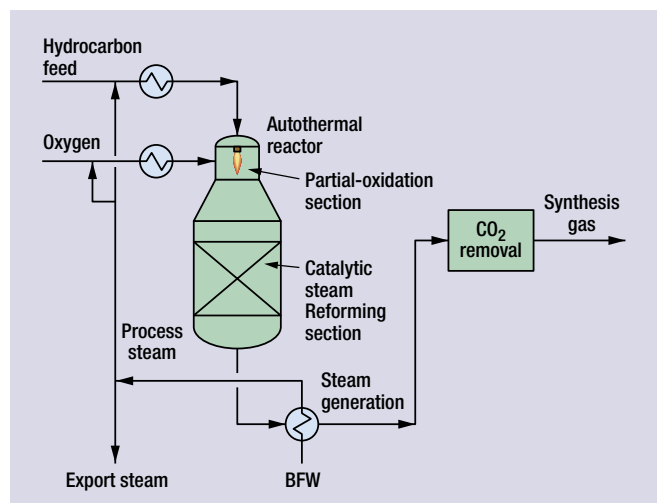 Hydrocarbon
feed
Oxygen
Autothermal
reactor
Partial-oxidation
section
Catalytic
steam
Reforming
section
Synthesis
gas
CO₂
removal
Process
steam
Steam
generation
Export steam
BFW